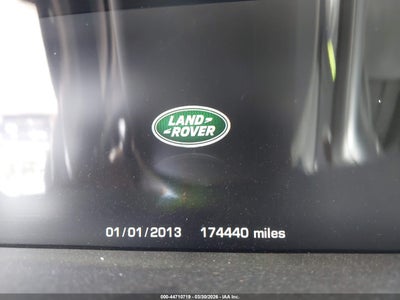 LAND
ROVER
01/01/2013 174440 miles
000-44710719 - 03/30/2026 - IAA Inc.